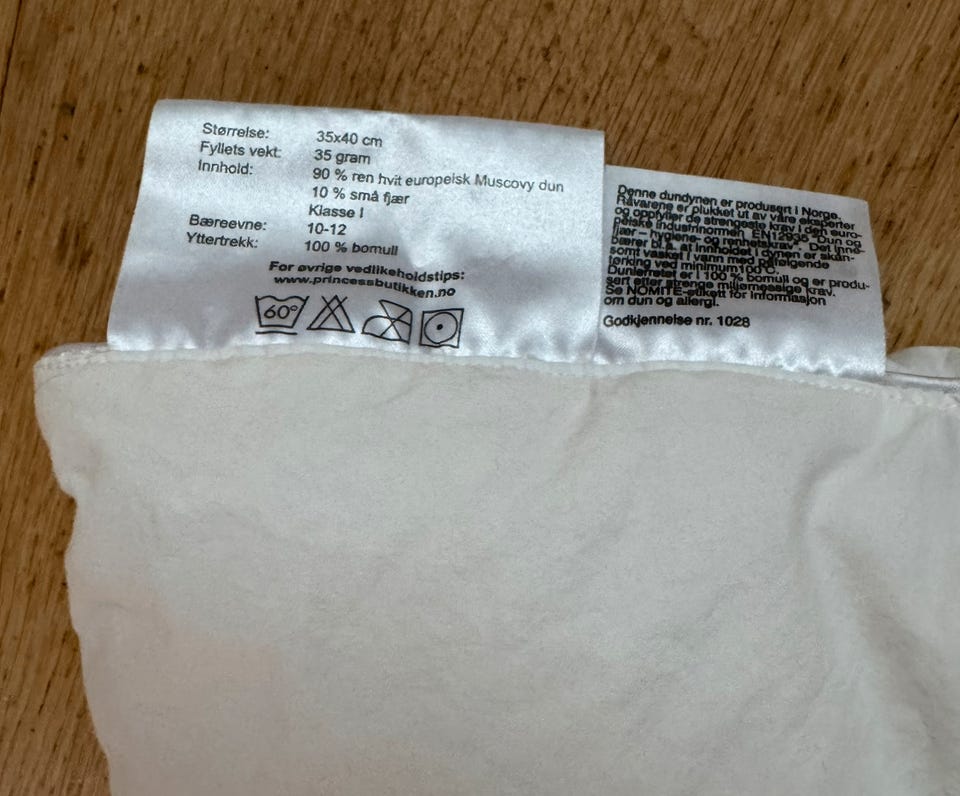 Størrelse: 35x40 cm
Fyllets vekt: 35 gram
Innhold: 90 % ren hvit europeisk Muscovy dun
10 % små fjær
Klasse I
Bæreevne: 10-12
Yttertrekk: 100 % bomull
For øvrige vedlikeholdstips:
www.princessbutikken.no
60°
Denne dundynen er produsert i Norge.
Råvarene er plukket ut av våre eksperter
og oppfyller de strengeste krav i den euro-
peiske industrinormen EN12935 "Dun og
fjær – hygiene- og renhetskrav". Det inne-
bærer bl.a. at innholdet i dynen er skån-
somt vasket i vann med påfølgende
tørking ved minimum 100°C.
Dunlerretet er i 100 % bomull og er produ-
sert etter strenge miljømessige krav.
Se NOMITE-etikett for informasjon
om dun og allergi.
Godkjennelse nr. 1028